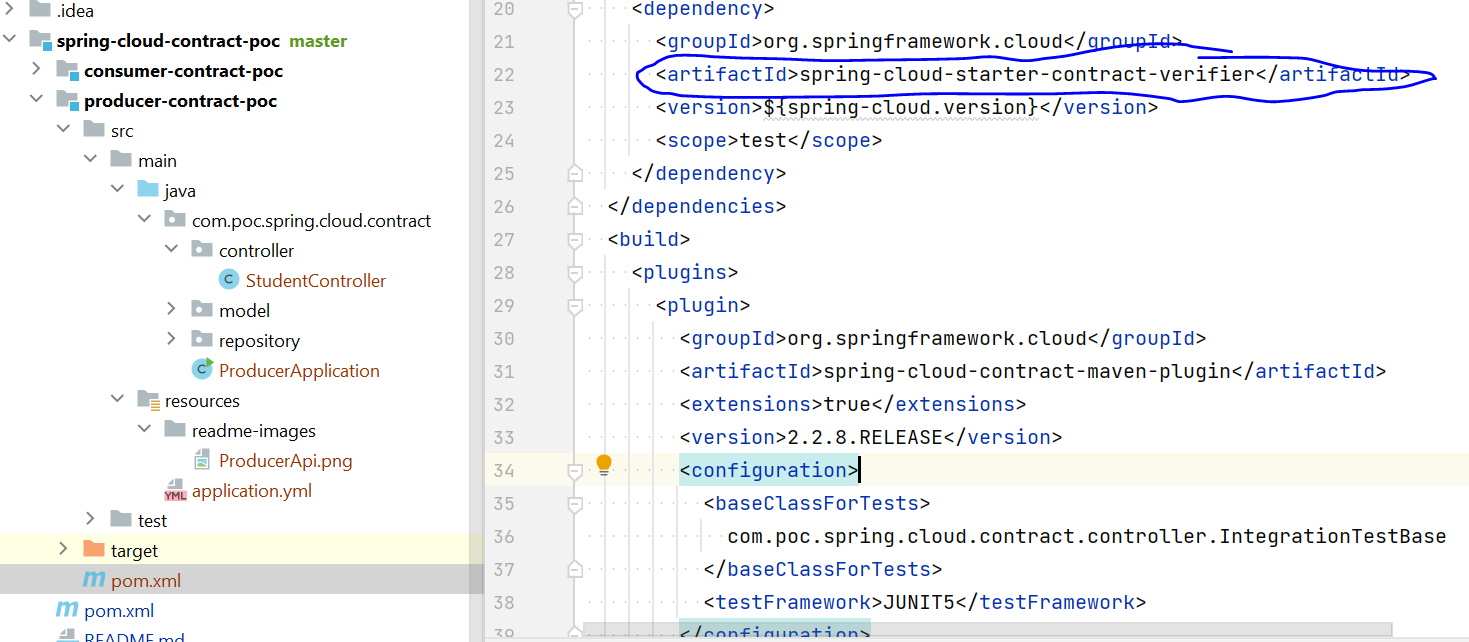 .idea
spring-cloud-contract-poc master
consumer-contract-poc
producer-contract-poc
src
main
java
com.poc.spring.cloud.contract
controller
C StudentController
model
repository
C ProducerApplication
resources
readme-images
ProducerApi.png
YML application.yml
test
target
m pom.xml
m pom.xml
README.md
20 <dependency>
21 <groupId>org.springframework.cloud</groupId>
22 <artifactId>spring-cloud-starter-contract-verifier</artifactId>
23 <version>${spring-cloud.version}</version>
24 <scope>test</scope>
25 </dependency>
26 </dependencies>
27 <build>
28 <plugins>
29 <plugin>
30 <groupId>org.springframework.cloud</groupId>
31 <artifactId>spring-cloud-contract-maven-plugin</artifactId>
32 <extensions>true</extensions>
33 <version>2.2.8.RELEASE</version>
34 <configuration>
35 <baseClassForTests>
36 com.poc.spring.cloud.contract.controller.IntegrationTestBase
37 </baseClassForTests>
38 <testFramework>JUNIT5</testFramework>
39 </configuration>